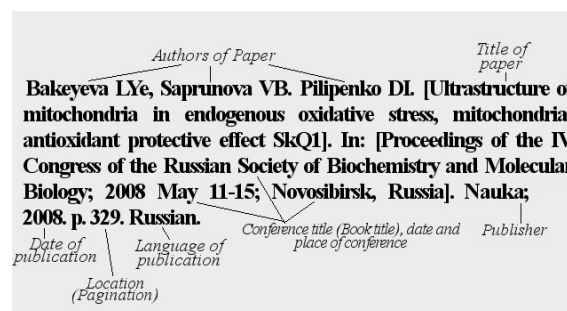 Authors of Paper
Title of
paper
Bakeyeva LYe, Saprunova VB. Pilipenko DI. [Ultrastructure of
mitochondria in endogenous oxidative stress, mitochondria
antioxidant protective effect SkQ1]. In: [Proceedings of the IV
Congress of the Russian Society of Biochemistry and Molecular
Biology; 2008 May 11-15; Novosibirsk, Russia]. Nauka;
2008. p. 329. Russian.
Date of
publication
Language of
publication
Conference title (Book title), date and
place of conference
Publisher
Location
(Pagination)